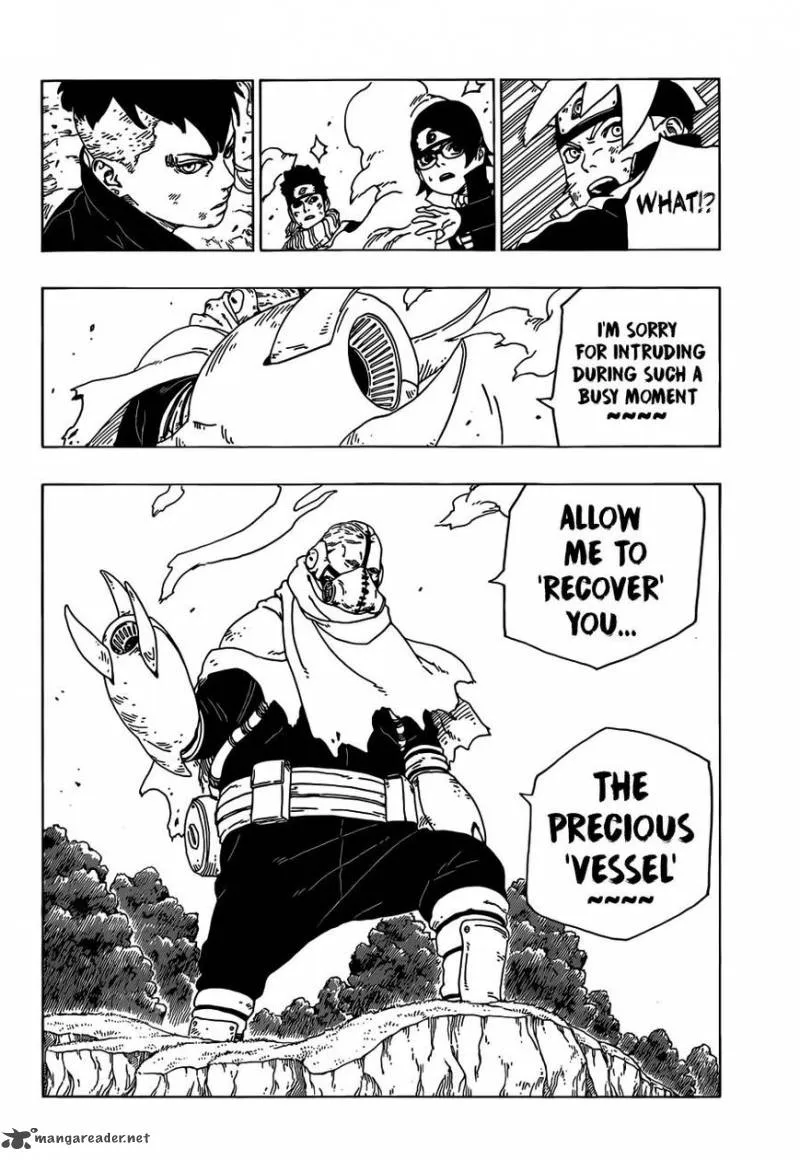 WHAT!?
I'M SORRY
FOR INTRUDING
DURING SUCH A
BUSY MOMENT
~~~~
ALLOW
ME TO
'RECOVER'
YOU...
THE
PRECIOUS
'VESSEL'
~~~~
mangareader.net